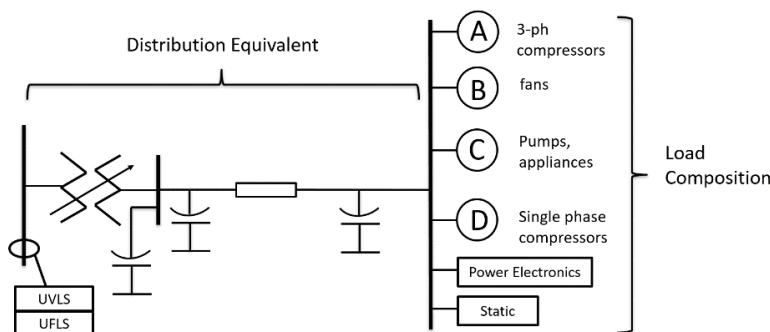 Distribution Equivalent
A
3-ph
compressors
B
fans
C
Pumps,
appliances
D
Single phase
compressors
Power Electronics
Static
Load
Composition
UVLS
UFLS